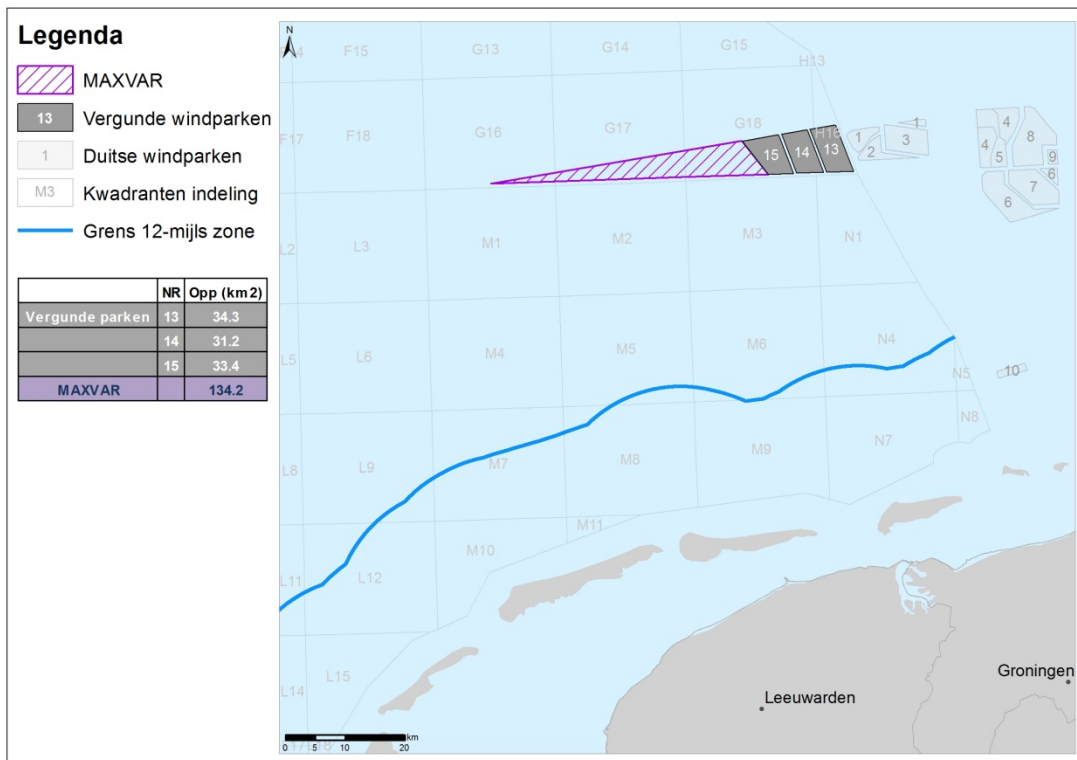 Legenda
MAXVAR
13 Vergunde windparken
1 Duitse windparken
M3 Kwadranten indeling
Grens 12-mijls zone
NR Opp (km2)
Vergunde parken 13 34.3
14 31.2
15 33.4
MAXVAR 134.2
N
F15 G13 G14 G15
H13
F17 F18 G16 G17 G18 H16
15 14 13
1 2 3 1
4 8 4 5 9 6 7 6
L2 L3 M1 M2 M3 N1
L5 L6 M4 M5 M6 N4
N5 10
N8
L8 L9 M7 M8 M9 N7
M11
M10
L11 L12
L14 L15
Groningen
Leeuwarden
km
0 5 10 20